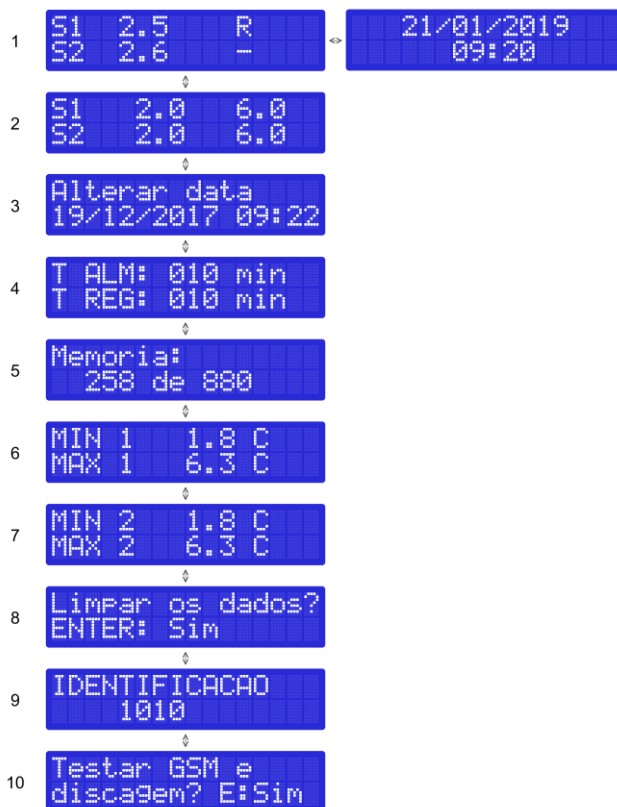 1
S1 2.5 R
S2 2.6 –
21/01/2019
09:20
2
S1 2.0 6.0
S2 2.0 6.0
3
Alterar data
19/12/2017 09:22
4
T ALM: 010 min
T REG: 010 min
5
Memoria:
258 de 880
6
MIN 1 1.8 C
MAX 1 6.3 C
7
MIN 2 1.8 C
MAX 2 6.3 C
8
Limpar os dados?
ENTER: Sim
9
IDENTIFICACAO
1010
10
Testar GSM e
discagem? E:Sim